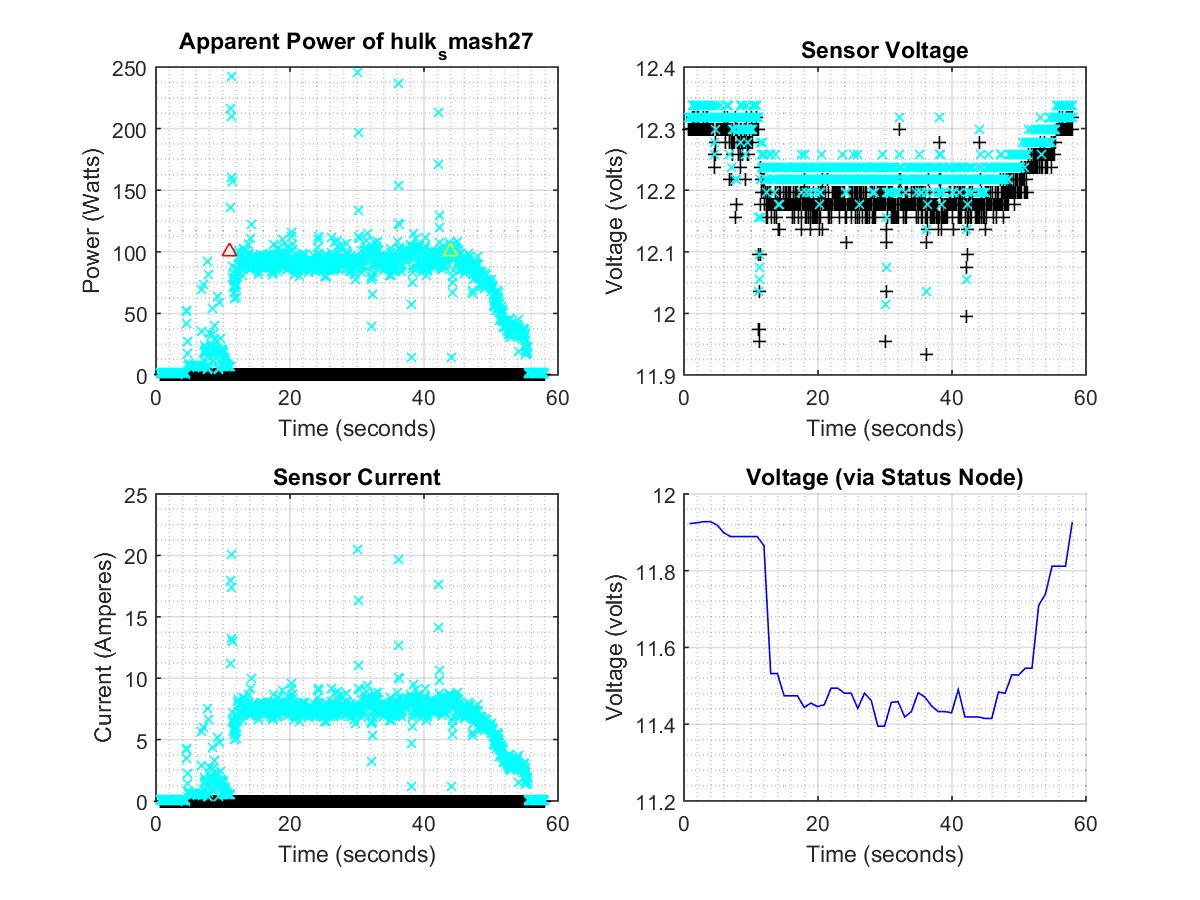 Apparent Power of hulksmash27
250
200
150
100
50
0
Power (Watts)
0 20 40 60
Time (seconds)
Sensor Voltage
12.4
12.3
12.2
12.1
12
11.9
Voltage (volts)
0 20 40 60
Time (seconds)
Sensor Current
25
20
15
10
5
0
Current (Amperes)
0 20 40 60
Time (seconds)
Voltage (via Status Node)
12
11.8
11.6
11.4
11.2
Voltage (volts)
0 20 40 60
Time (seconds)